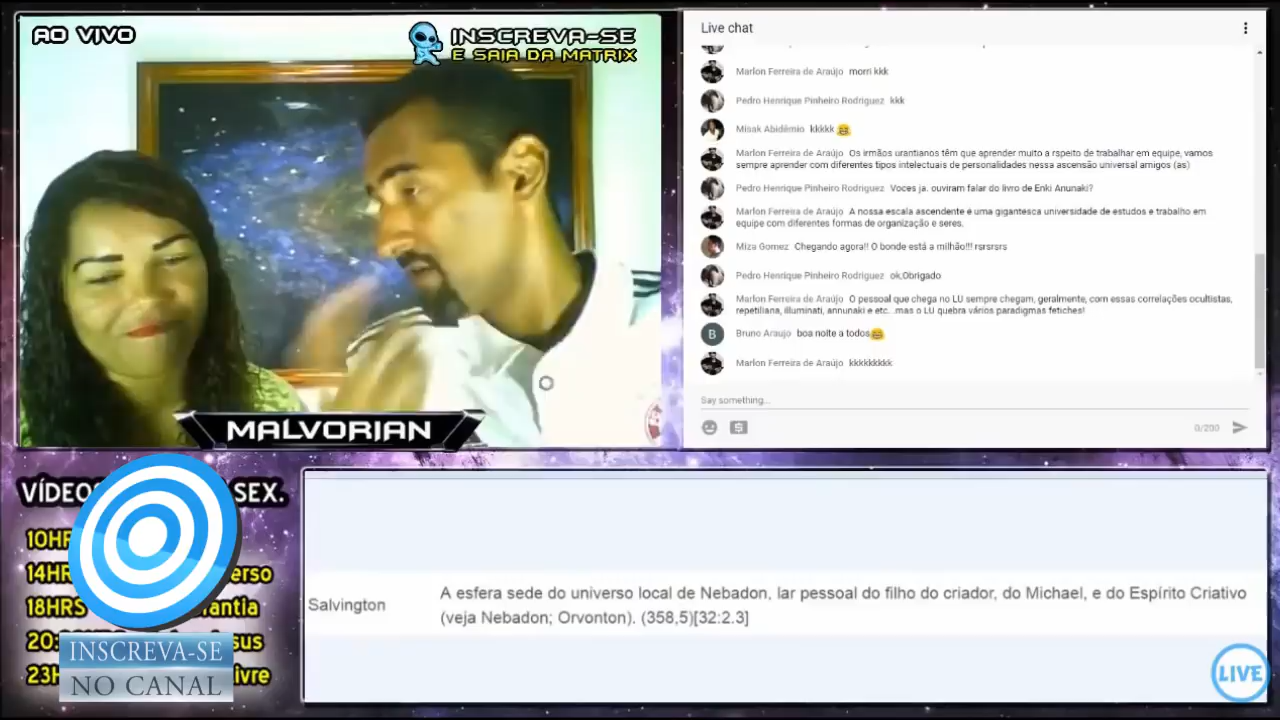 AO VIVO
INSCREVA-SE
E SAIA DA MATRIX
MALVORIAN
Live chat
Marlon Ferreira de Araújo morri kkk
Pedro Henrique Pinheiro Rodriguez kkk
Misak Abidêmio kkkkk
Marlon Ferreira de Araújo Os irmãos urantianos têm que aprender muito a rspeito de trabalhar em equipe, vamos
sempre aprender com diferentes tipos intelectuais de personalidades nessa ascensão universal amigos (as)
Pedro Henrique Pinheiro Rodriguez Voces ja. ouviram falar do livro de Enki Anunaki?
Marlon Ferreira de Araújo A nossa escala ascendente é uma gigantesca universidade de estudos e trabalho em
equipe com diferentes formas de organização e seres.
Miza Gomez Chegando agora!! O bonde está a milhão!!! rsrsrsrs
Pedro Henrique Pinheiro Rodriguez ok,Obrigado
Marlon Ferreira de Araújo O pessoal que chega no LU sempre chegam, geralmente, com essas correlações ocultistas,
repetiliana, illuminati, annunaki e etc...mas o LU quebra vários paradigmas fetiches!
B Bruno Araujo boa noite a todos
Marlon Ferreira de Araújo kkkkkkkkk
Say something...
0/200
SEX.
10H
14HR erso
18HRS antia
20: sus
23H ivre
INSCREVA-SE
NO CANAL
Salvington
A esfera sede do universo local de Nebadon, lar pessoal do filho do criador, do Michael, e do Espírito Criativo
(veja Nebadon; Orvonton). (358,5)[32:2.3]
LIVE